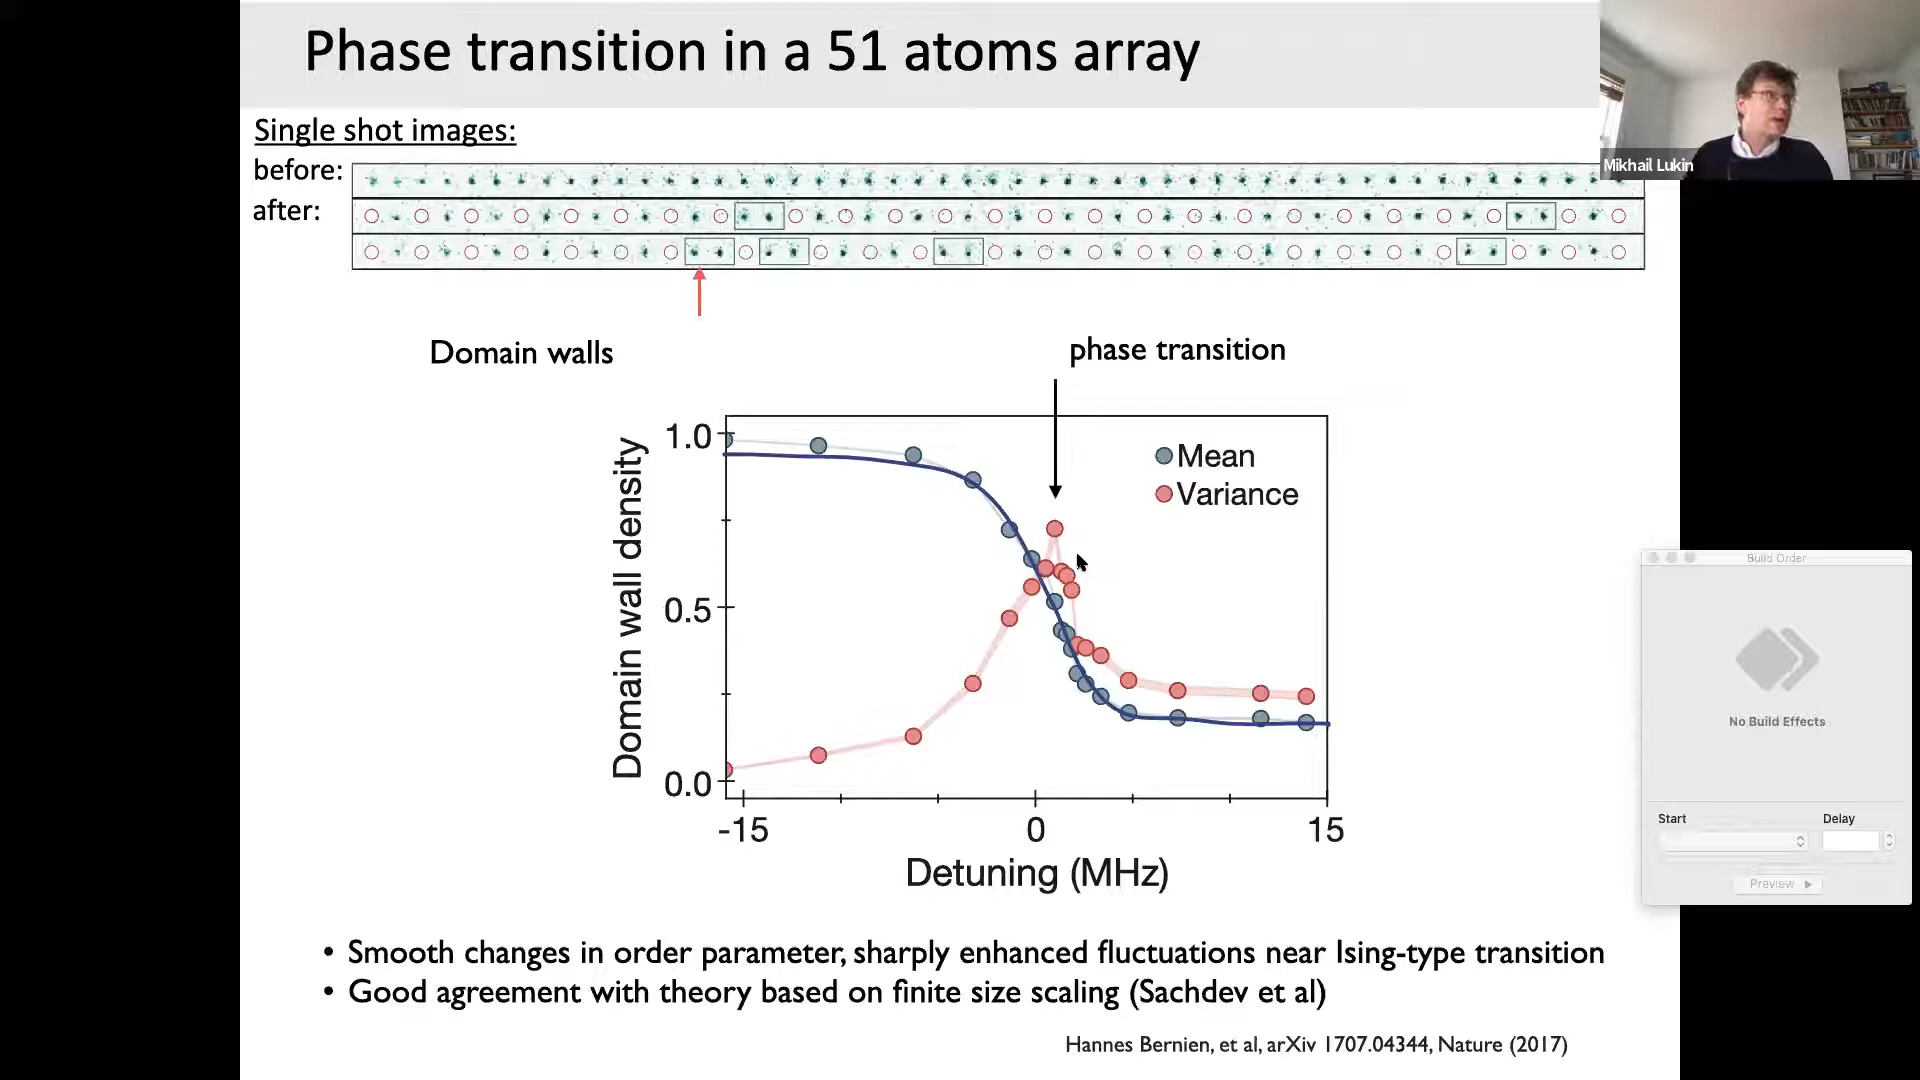 Phase transition in a 51 atoms array
Mikhail Lukin
Single shot images:
before:
after:
Domain walls
phase transition
Domain wall density
1.0
0.5
0.0
Mean
Variance
-15
0
15
Detuning (MHz)
• Smooth changes in order parameter, sharply enhanced fluctuations near Ising-type transition
• Good agreement with theory based on finite size scaling (Sachdev et al)
Hannes Bernien, et al, arXiv 1707.04344, Nature (2017)
Build Order
No Build Effects
Start
Delay
Preview